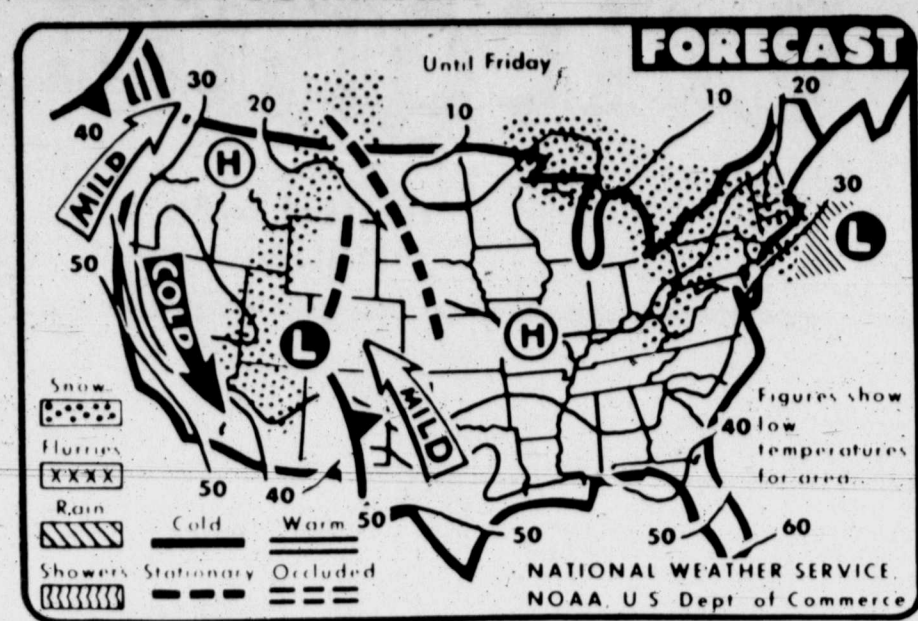 FORECAST
Until Friday
30
20
10
10
20
40
MILD
H
30
L
50
COLD
L
H
MILD
Snow
Flurries
Rain
Showers
Cold
Warm
Stationary
Occluded
50
40
50
50
50
60
40
Figures show
low
temperatures
for area
NATIONAL WEATHER SERVICE,
NOAA, U S Dept of Commerce